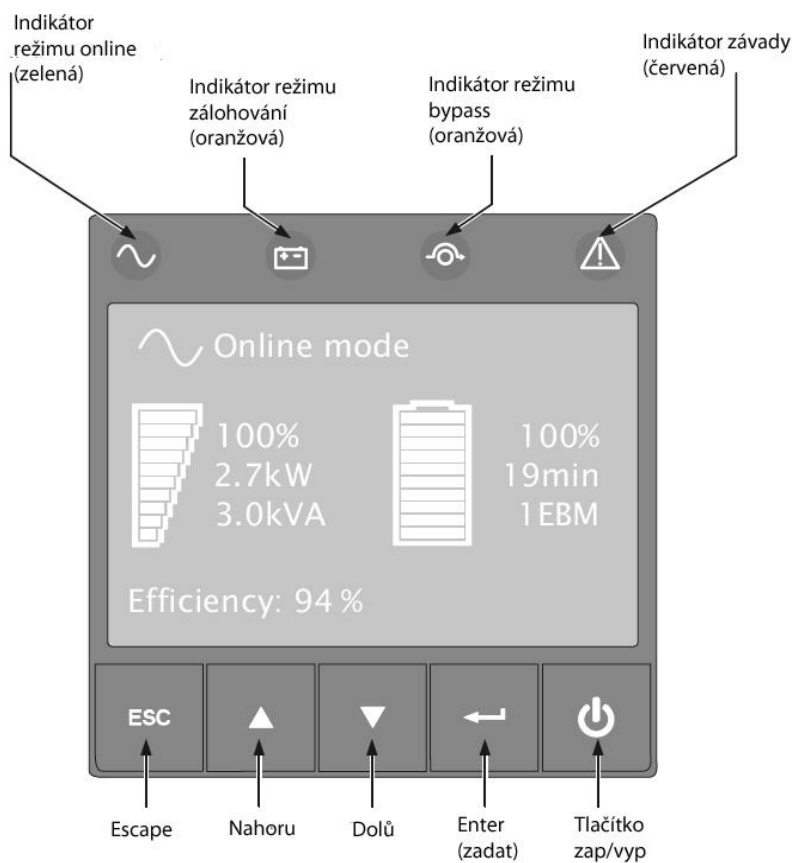 Indikátor
režimu online
(zelená)
Indikátor režimu
zálohování
(oranžová)
Indikátor režimu
bypass
(oranžová)
Indikátor závady
(červená)
Online mode
100%
2.7kW
3.0kVA
100%
19min
1EBM
Efficiency: 94 %
ESC
Escape
Nahoru
Dolů
Enter
(zadat)
Tlačítko
zap/vyp